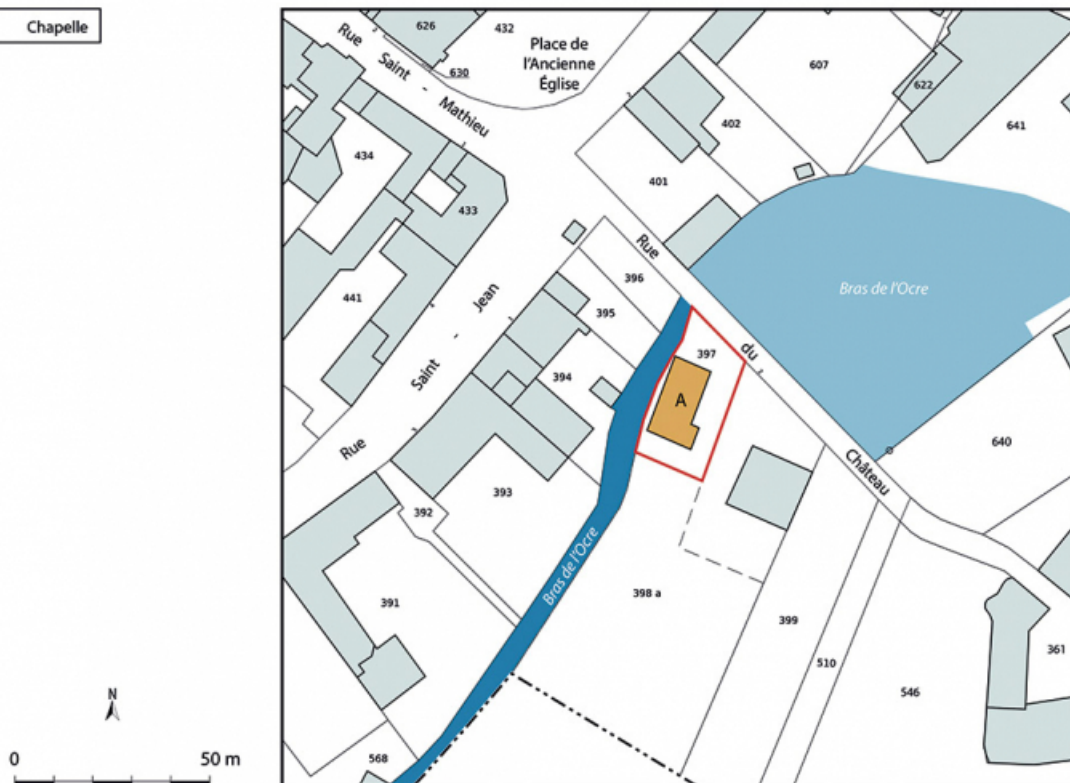 Chapelle
626
432
Rue Saint - Mathieu
630
Place de
l'Ancienne
Église
607
622
641
402
434
401
433
Rue du Château
396
441
395
Bras de l'Ocre
397
394
A
Rue Saint - Jean
640
393
392
Bras de l'Ocre
398 a
391
399
361
510
546
568
N
0 50 m